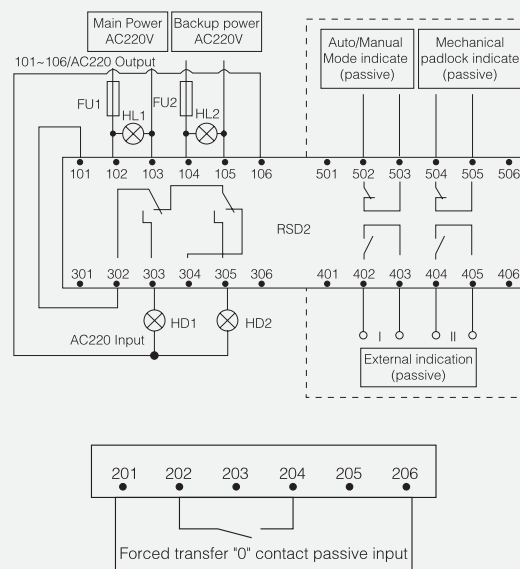 Main Power
AC220V
Backup power
AC220V
101~106/AC220 Output
FU1
HL1
FU2
HL2
Auto/Manual
Mode indicate
(passive)
Mechanical
padlock indicate
(passive)
101 102 103 104 105 106
501 502 503 504 505 506
RSD2
301 302 303 304 305 306
401 402 403 404 405 406
HD1
HD2
AC220 Input
I
II
External indication
(passive)
201 202 203 204 205 206
Forced transfer "0" contact passive input